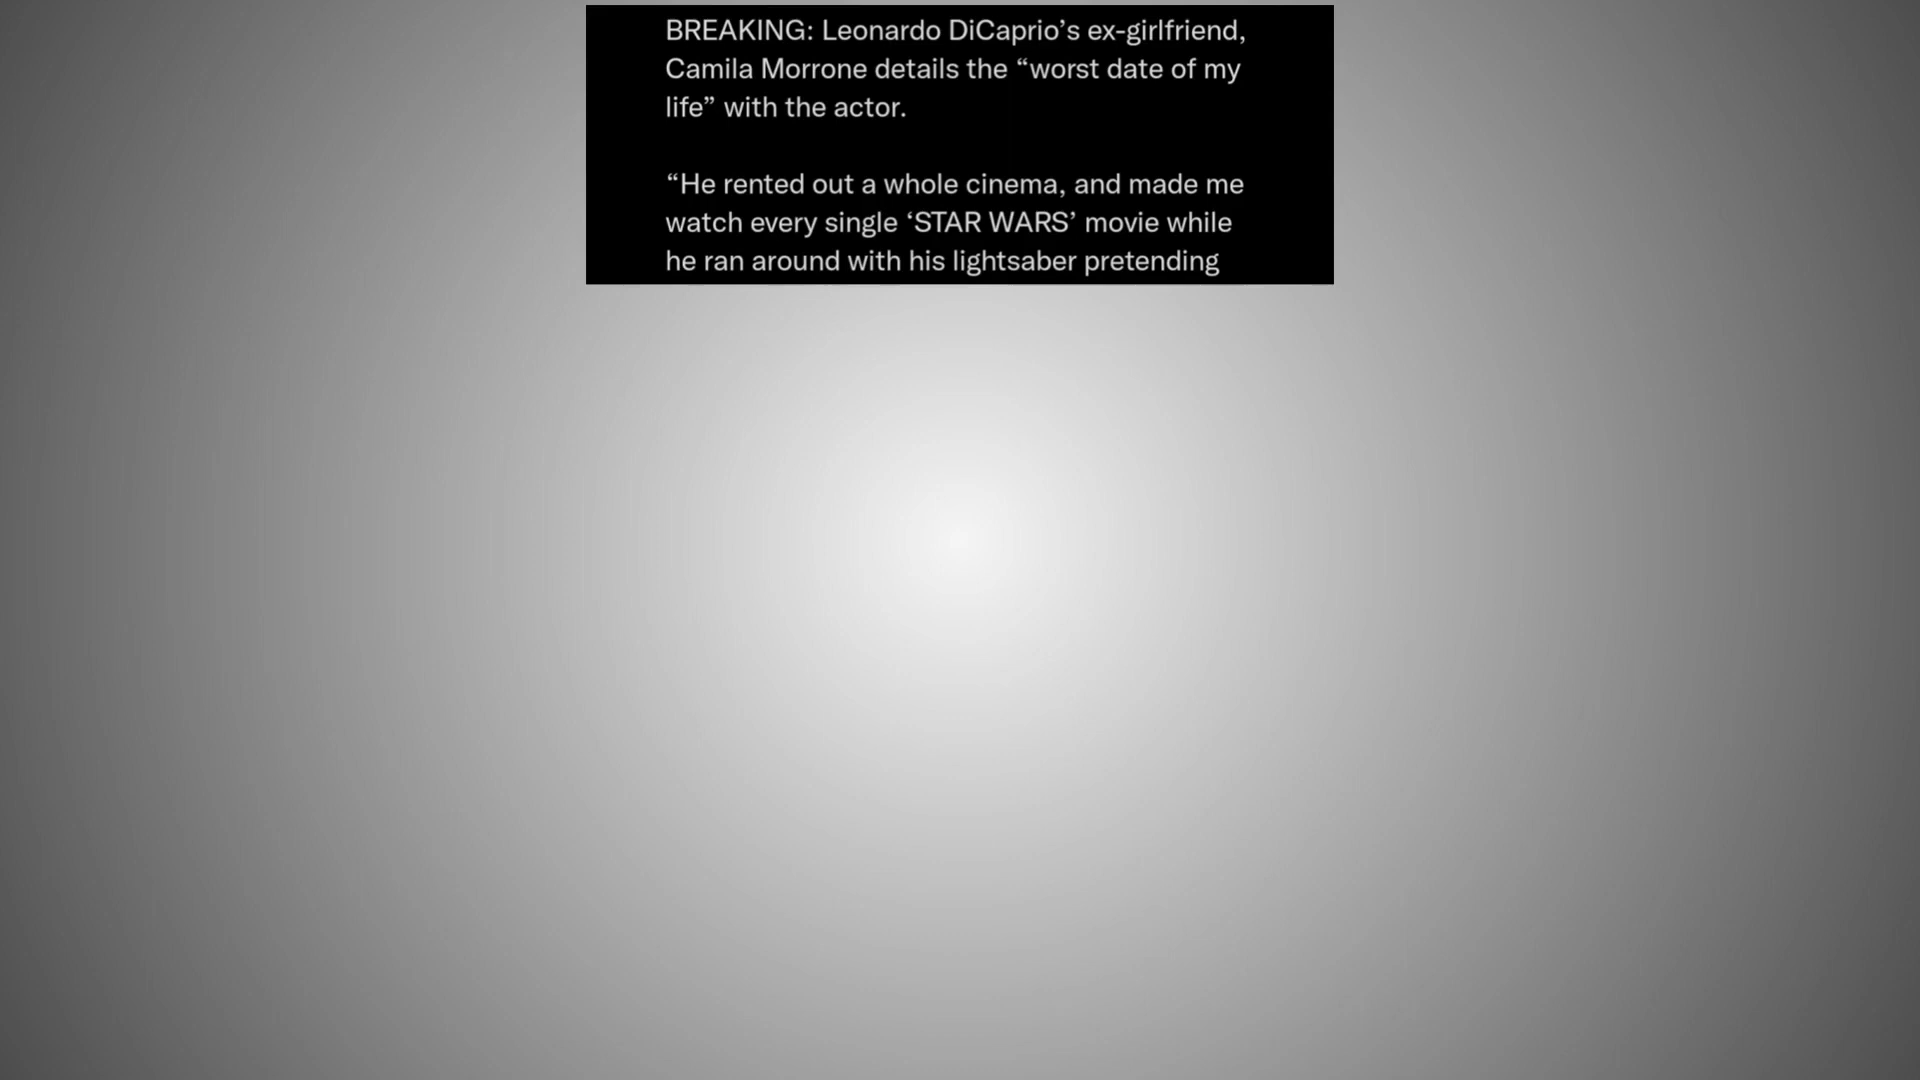 BREAKING: Leonardo DiCaprio’s ex-girlfriend,
Camila Morrone details the “worst date of my
life” with the actor.
“He rented out a whole cinema, and made me
watch every single ‘STAR WARS’ movie while
he ran around with his lightsaber pretending